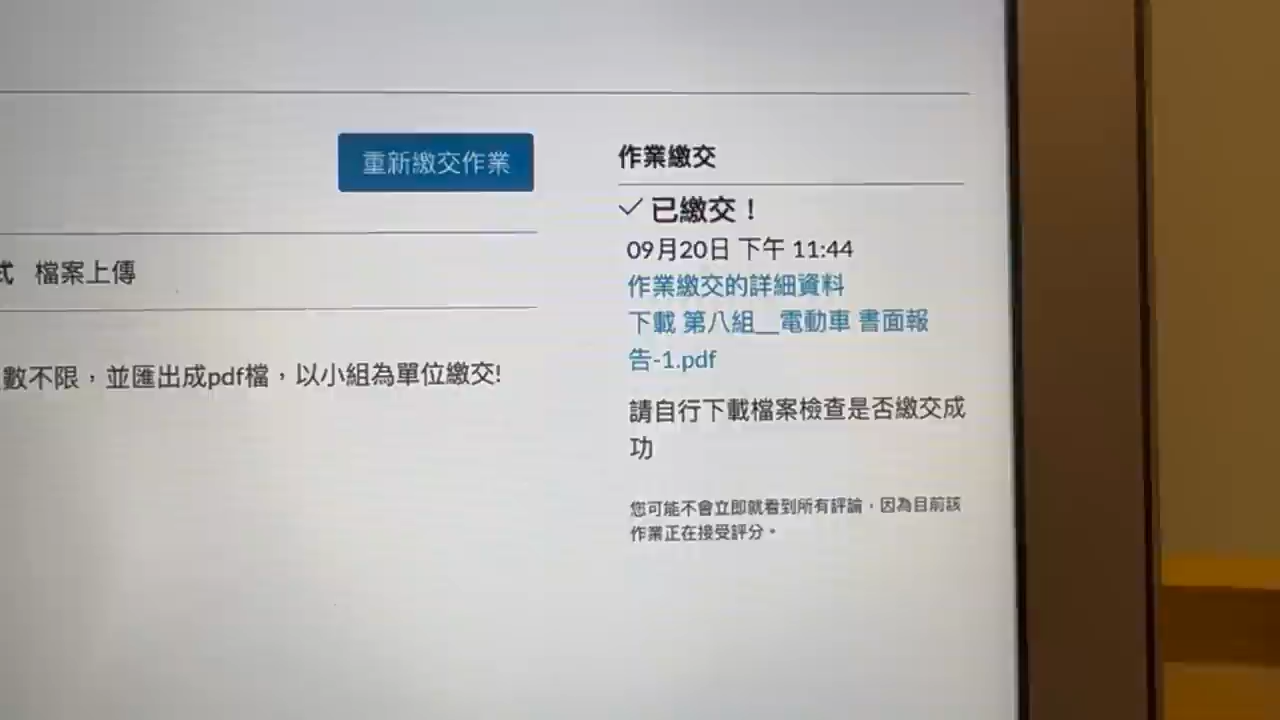 重新繳交作業
式 檔案上傳
數不限，並匯出成pdf檔，以小組為單位繳交!
作業繳交
✓ 已繳交！
09月20日 下午 11:44
作業繳交的詳細資料
下載 第八組__電動車 書面報
告-1.pdf
請自行下載檔案檢查是否繳交成
功
您可能不會立即就看到所有評論，因為目前該
作業正在接受評分。